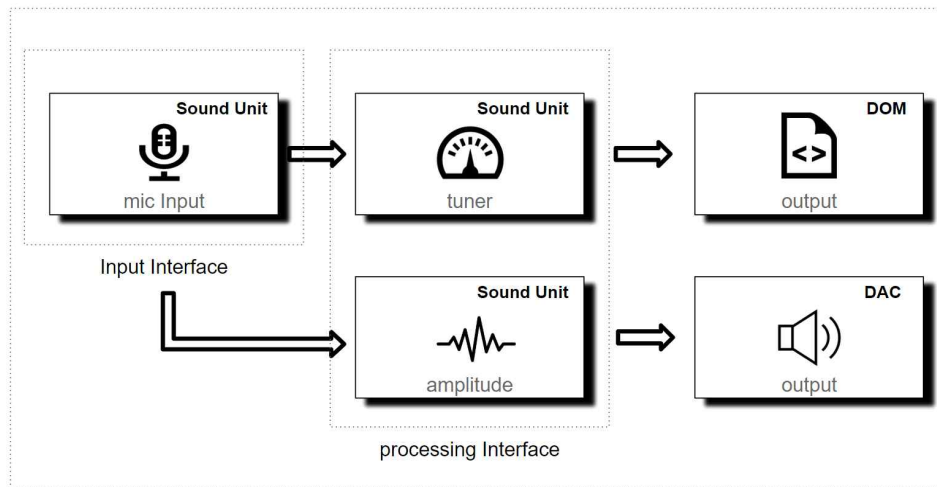 Sound Unit
mic Input
Input Interface
Sound Unit
tuner
Sound Unit
amplitude
processing Interface
DOM
<>
output
DAC
output